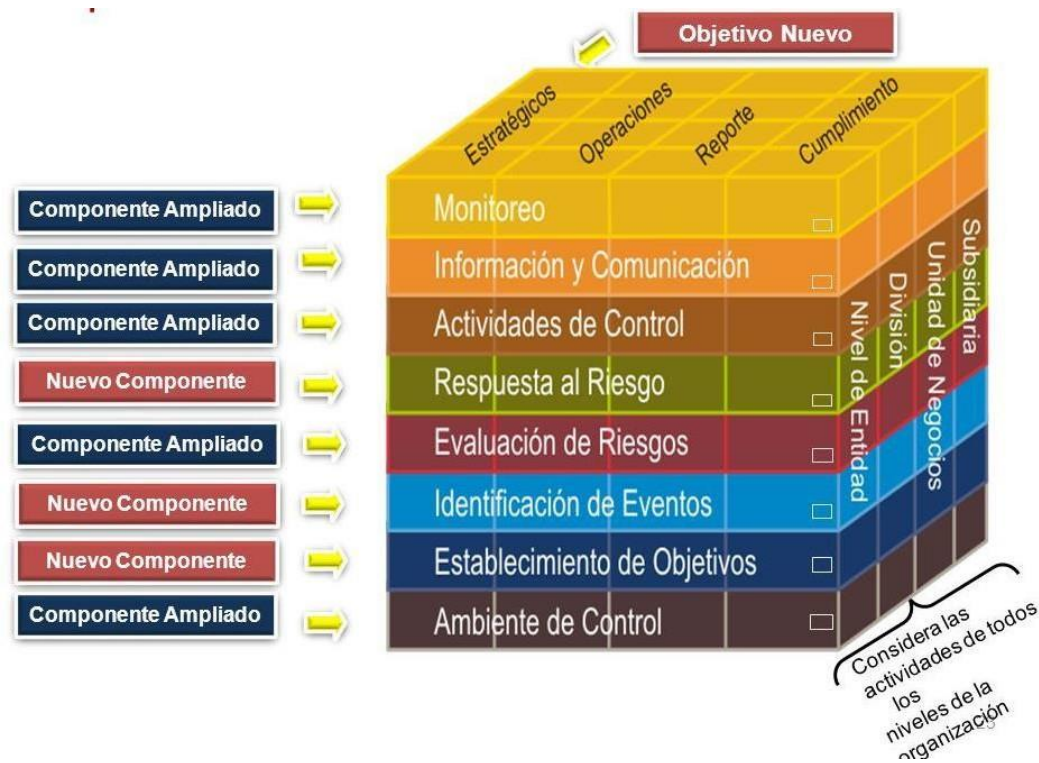 Objetivo Nuevo
Estratégicos
Operaciones
Reporte
Cumplimiento
Componente Ampliado
Monitoreo
Componente Ampliado
Información y Comunicación
Componente Ampliado
Actividades de Control
Nuevo Componente
Respuesta al Riesgo
Componente Ampliado
Evaluación de Riesgos
Nuevo Componente
Identificación de Eventos
Nuevo Componente
Establecimiento de Objetivos
Componente Ampliado
Ambiente de Control
Nivel de Entidad
División
Unidad de Negocios
Subsidiaria
Considera las
actividades de todos
los
niveles de la
organización